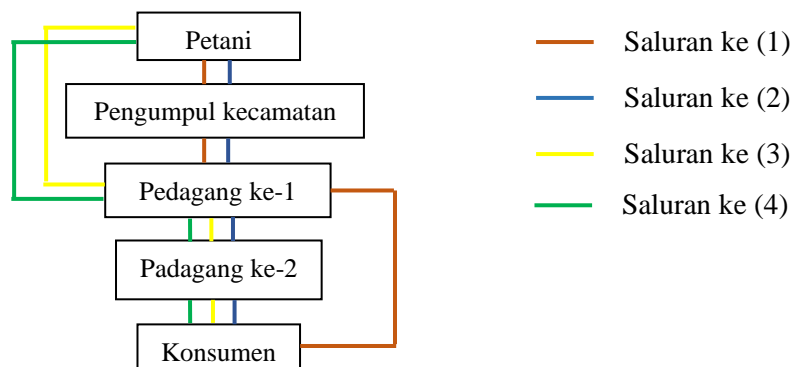 Petani
Pengumpul kecamatan
Pedagang ke-1
Padagang ke-2
Konsumen
Saluran ke (1)
Saluran ke (2)
Saluran ke (3)
Saluran ke (4)